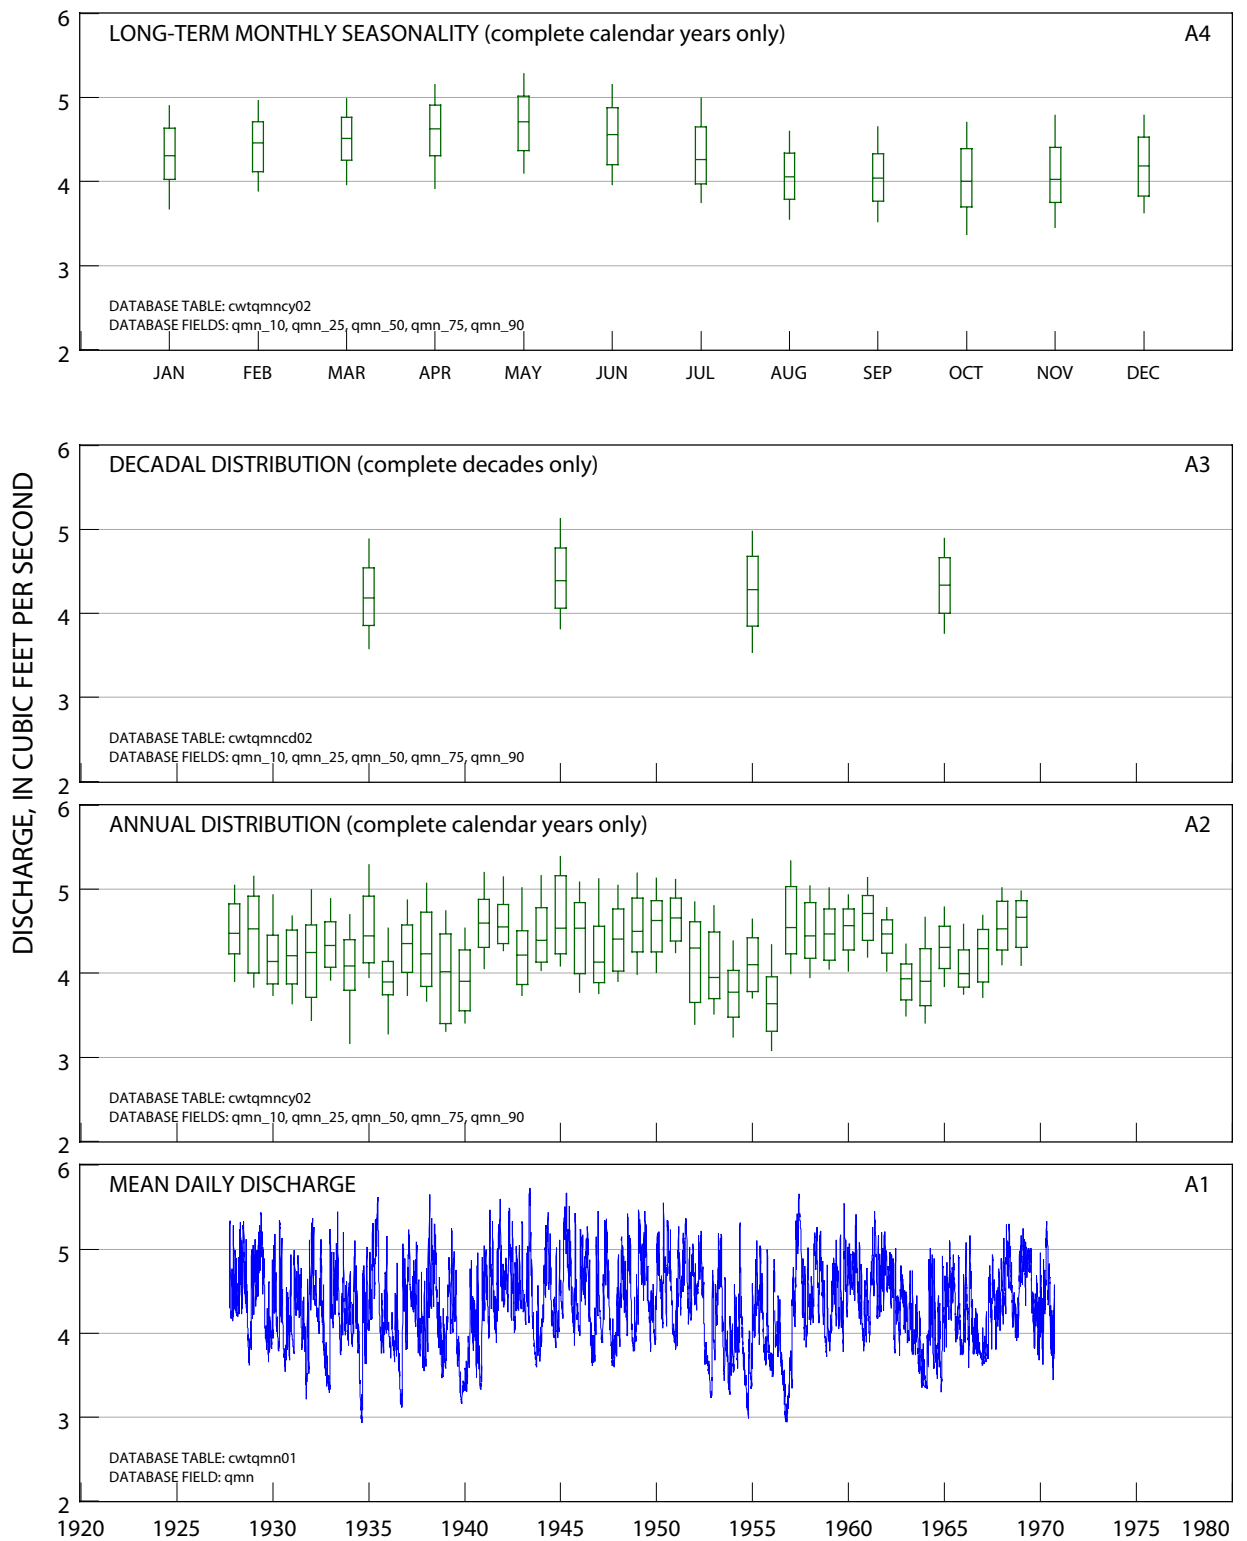 LONG-TERM MONTHLY SEASONALITY (complete calendar years only) A4
6
5
4
3
2
DATABASE TABLE: cwtqmncy02
DATABASE FIELDS: qmn_10, qmn_25, qmn_50, qmn_75, qmn_90
JAN FEB MAR APR MAY JUN JUL AUG SEP OCT NOV DEC
DISCHARGE, IN CUBIC FEET PER SECOND
DECADAL DISTRIBUTION (complete decades only) A3
6
5
4
3
2
DATABASE TABLE: cwtqmncd02
DATABASE FIELDS: qmn_10, qmn_25, qmn_50, qmn_75, qmn_90
ANNUAL DISTRIBUTION (complete calendar years only) A2
6
5
4
3
2
DATABASE TABLE: cwtqmncy02
DATABASE FIELDS: qmn_10, qmn_25, qmn_50, qmn_75, qmn_90
MEAN DAILY DISCHARGE A1
6
5
4
3
2
DATABASE TABLE: cwtqmn01
DATABASE FIELD: qmn
1920 1925 1930 1935 1940 1945 1950 1955 1960 1965 1970 1975 1980